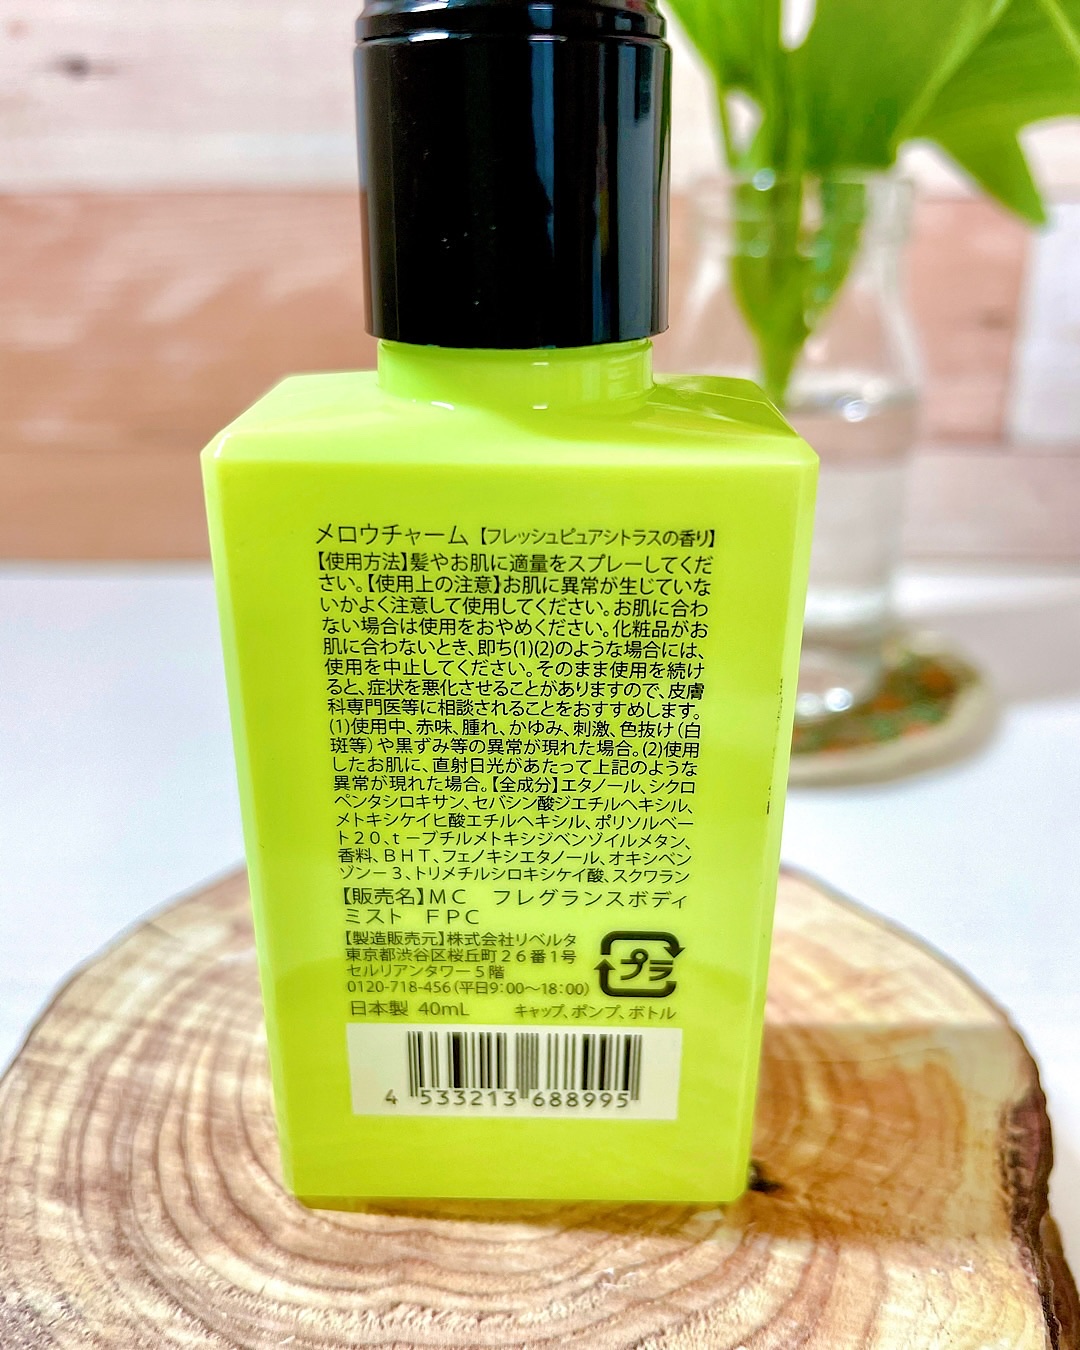 メロウチャーム 【フレッシュピュアシトラスの香り】
【使用方法】髪やお肌に適量をスプレーしてくだ
さい。【使用上の注意】お肌に異常が生じていな
いかよく注意して使用してください。お肌に合わ
ない場合は使用をおやめください。化粧品がお
肌に合わないとき、即ち(1)(2)のような場合には、
使用を中止してください。そのまま使用を続け
ると、症状を悪化させることがありますので、皮膚
科専門医等に相談されることをおすすめします。
(1)使用中、赤味、腫れ、かゆみ、刺激、色抜け（白
斑等）や黒ずみ等の異常が現れた場合。(2)使用
したお肌に、直射日光があたって上記のような
異常が現れた場合。【全成分】エタノール、シクロ
ペンタシロキサン、セバシン酸ジエチルヘキシル、
メトキシケイヒ酸エチルヘキシル、ポリソルベー
ト２０、ｔ－ブチルメトキシジベンゾイルメタン、
香料、ＢＨＴ、フェノキシエタノール、オキシベン
ゾン－３、トリメチルシロキシケイ酸、スクワラン
【販売名】ＭＣ　フレグランスボディ
ミスト　ＦＰＣ
【製造販売元】株式会社リベルタ
東京都渋谷区桜丘町２６番１号
セルリアンタワー５階
0120-718-456（平日9：00〜18：00）
プラ
日本製 40mL キャップ、ポンプ、ボトル
4 533213 688995